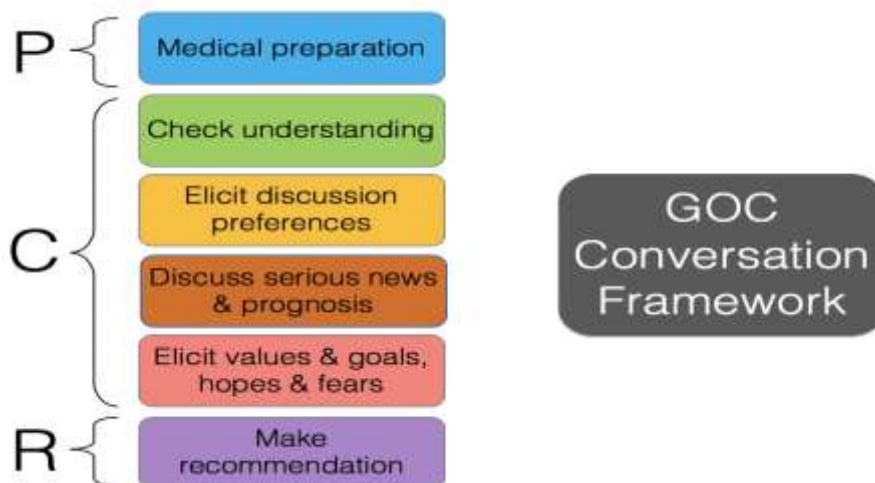 P
Medical preparation
C
Check understanding
Elicit discussion
preferences
Discuss serious news
& prognosis
Elicit values & goals,
hopes & fears
R
Make
recommendation
GOC
Conversation
Framework